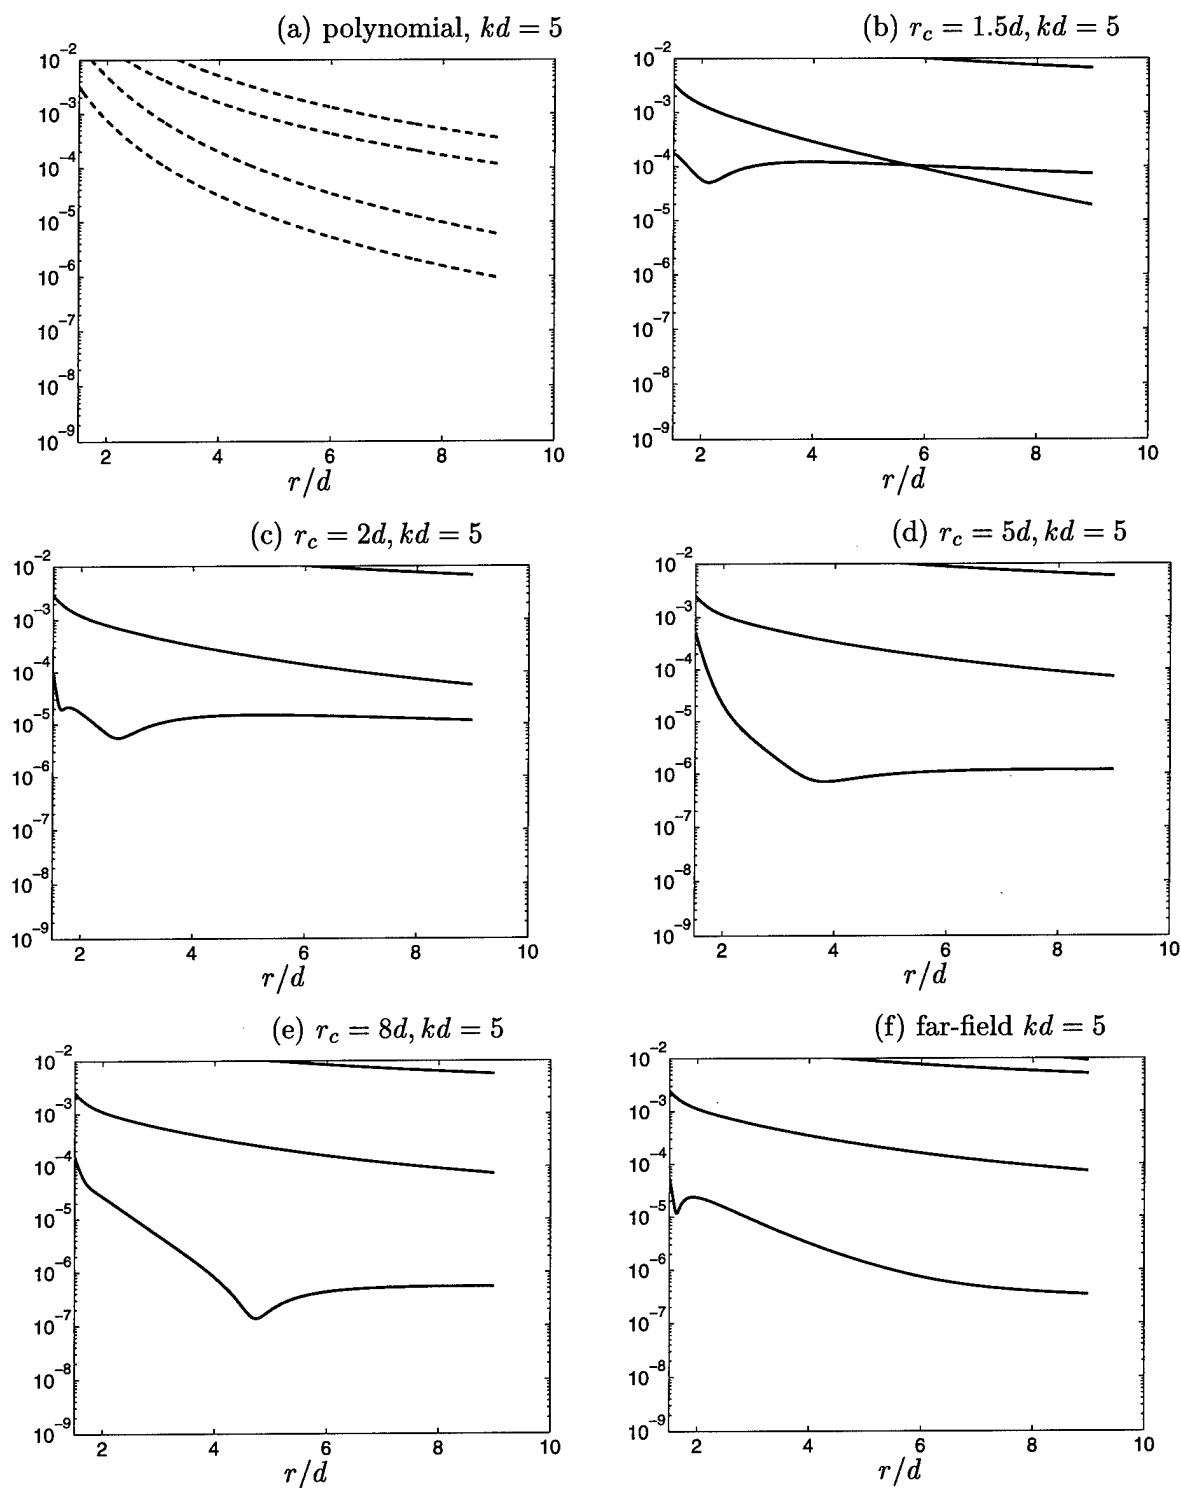 (a) polynomial, kd = 5
10^−2
10^−3
10^−4
10^−5
10^−6
10^−7
10^−8
10^−9
2 4 6 8 10
r/d
(b) r_c = 1.5d, kd = 5
10^−2
10^−3
10^−4
10^−5
10^−6
10^−7
10^−8
10^−9
2 4 6 8 10
r/d
(c) r_c = 2d, kd = 5
10^−2
10^−3
10^−4
10^−5
10^−6
10^−7
10^−8
10^−9
2 4 6 8 10
r/d
(d) r_c = 5d, kd = 5
10^−2
10^−3
10^−4
10^−5
10^−6
10^−7
10^−8
10^−9
2 4 6 8 10
r/d
(e) r_c = 8d, kd = 5
10^−2
10^−3
10^−4
10^−5
10^−6
10^−7
10^−8
10^−9
2 4 6 8 10
r/d
(f) far-field kd = 5
10^−2
10^−3
10^−4
10^−5
10^−6
10^−7
10^−8
10^−9
2 4 6 8 10
r/d